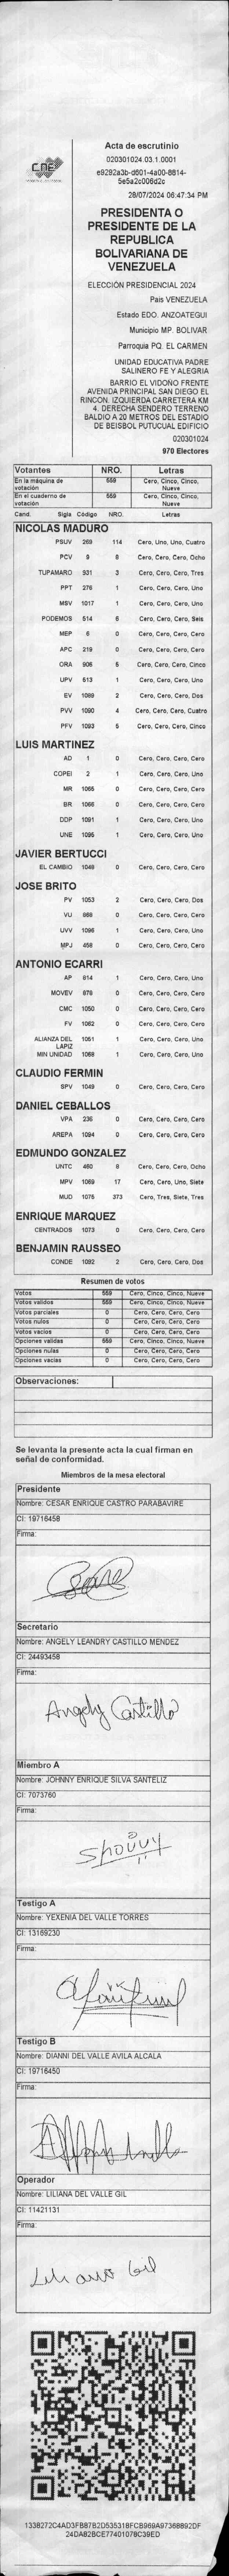 CNE
Acta de escrutinio
020301024.03.1.0001
e9292a3b-d601-4a00-8814-
5e5a2c006d2c
28/07/2024 06:47:34 PM
PRESIDENTA O
PRESIDENTE DE LA
REPUBLICA
BOLIVARIANA DE
VENEZUELA
ELECCIÓN PRESIDENCIAL 2024
País VENEZUELA
Estado EDO. ANZOATEGUI
Municipio MP. BOLIVAR
Parroquia PQ. EL CARMEN
UNIDAD EDUCATIVA PADRE
SALINERO FE Y ALEGRIA
BARRIO EL VIDOÑO FRENTE
AVENIDA PRINCIPAL SAN DIEGO EL
RINCON. IZQUIERDA CARRETERA KM
4. DERECHA SENDERO TERRENO
BALDIO A 20 METROS DEL ESTADIO
DE BEISBOL PUTUCUAL EDIFICIO
020301024
970 Electores
Votantes NRO. Letras
En la máquina de votación 559 Cero, Cinco, Cinco, Nueve
En el cuaderno de votación 559 Cero, Cinco, Cinco, Nueve
Cand. Sigla Código NRO. Letras
NICOLAS MADURO
PSUV 269 114 Cero, Uno, Uno, Cuatro
PCV 9 8 Cero, Cero, Cero, Ocho
TUPAMARO 931 3 Cero, Cero, Cero, Tres
PPT 276 1 Cero, Cero, Cero, Uno
MSV 1017 1 Cero, Cero, Cero, Uno
PODEMOS 514 6 Cero, Cero, Cero, Seis
MEP 6 0 Cero, Cero, Cero, Cero
APC 219 0 Cero, Cero, Cero, Cero
ORA 906 5 Cero, Cero, Cero, Cinco
UPV 513 1 Cero, Cero, Cero, Uno
EV 1089 2 Cero, Cero, Cero, Dos
PVV 1090 4 Cero, Cero, Cero, Cuatro
PFV 1093 5 Cero, Cero, Cero, Cinco
LUIS MARTINEZ
AD 1 0 Cero, Cero, Cero, Cero
COPEI 2 1 Cero, Cero, Cero, Uno
MR 1065 0 Cero, Cero, Cero, Cero
BR 1066 0 Cero, Cero, Cero, Cero
DDP 1091 1 Cero, Cero, Cero, Uno
UNE 1095 1 Cero, Cero, Cero, Uno
JAVIER BERTUCCI
EL CAMBIO 1048 0 Cero, Cero, Cero, Cero
JOSE BRITO
PV 1053 2 Cero, Cero, Cero, Dos
VU 868 0 Cero, Cero, Cero, Cero
UVV 1096 1 Cero, Cero, Cero, Uno
MPJ 458 0 Cero, Cero, Cero, Cero
ANTONIO ECARRI
AP 614 1 Cero, Cero, Cero, Uno
MOVEV 878 0 Cero, Cero, Cero, Cero
CMC 1050 0 Cero, Cero, Cero, Cero
FV 1062 0 Cero, Cero, Cero, Cero
ALIANZA DEL LAPIZ 1051 1 Cero, Cero, Cero, Uno
MIN UNIDAD 1068 1 Cero, Cero, Cero, Uno
CLAUDIO FERMIN
SPV 1049 0 Cero, Cero, Cero, Cero
DANIEL CEBALLOS
VPA 236 0 Cero, Cero, Cero, Cero
AREPA 1094 0 Cero, Cero, Cero, Cero
EDMUNDO GONZALEZ
UNTC 460 8 Cero, Cero, Cero, Ocho
MPV 1069 17 Cero, Cero, Uno, Siete
MUD 1075 373 Cero, Tres, Siete, Tres
ENRIQUE MARQUEZ
CENTRADOS 1073 0 Cero, Cero, Cero, Cero
BENJAMIN RAUSSEO
CONDE 1092 2 Cero, Cero, Cero, Dos
Resumen de votos
Votos 559 Cero, Cinco, Cinco, Nueve
Votos validos 559 Cero, Cinco, Cinco, Nueve
Votos parciales 0 Cero, Cero, Cero, Cero
Votos nulos 0 Cero, Cero, Cero, Cero
Votos vacios 0 Cero, Cero, Cero, Cero
Opciones validas 559 Cero, Cinco, Cinco, Nueve
Opciones nulas 0 Cero, Cero, Cero, Cero
Opciones vacias 0 Cero, Cero, Cero, Cero
Observaciones:
Se levanta la presente acta la cual firman en
señal de conformidad.
Miembros de la mesa electoral
Presidente
Nombre: CESAR ENRIQUE CASTRO PARABAVIRE
CI: 19716458
Firma:
Secretario
Nombre: ANGELY LEANDRY CASTILLO MENDEZ
CI: 24493458
Firma:
Angely Castillo
Miembro A
Nombre: JOHNNY ENRIQUE SILVA SANTELIZ
CI: 7073760
Firma:
Testigo A
Nombre: YEXENIA DEL VALLE TORRES
CI: 13169230
Firma:
Testigo B
Nombre: DIANNI DEL VALLE AVILA ALCALA
CI: 19716450
Firma:
Operador
Nombre: LILIANA DEL VALLE GIL
CI: 11421131
Firma:
Liliana Gil
1338272C4AD3FB87B2D535318FCB969A97368892DF
24DA82BCE77401078C39ED